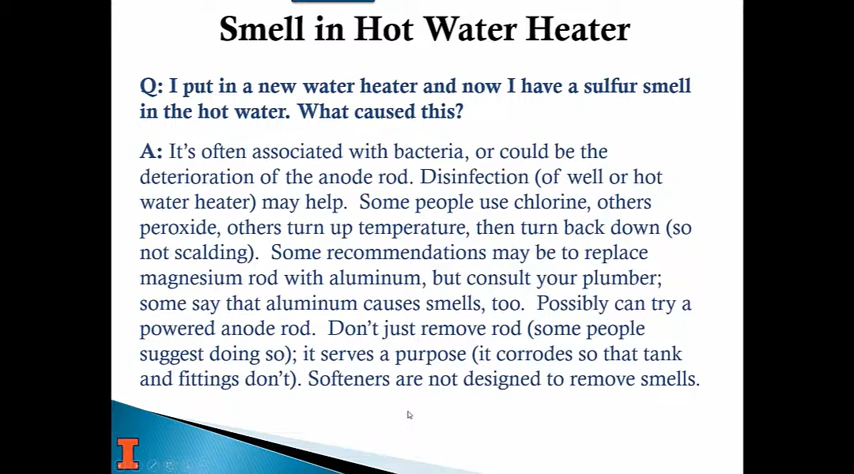 Smell in Hot Water Heater
Q: I put in a new water heater and now I have a sulfur smell
in the hot water. What caused this?
A: It's often associated with bacteria, or could be the
deterioration of the anode rod. Disinfection (of well or hot
water heater) may help. Some people use chlorine, others
peroxide, others turn up temperature, then turn back down (so
not scalding). Some recommendations may be to replace
magnesium rod with aluminum, but consult your plumber;
some say that aluminum causes smells, too. Possibly can try a
powered anode rod. Don't just remove rod (some people
suggest doing so); it serves a purpose (it corrodes so that tank
and fittings don't). Softeners are not designed to remove smells.
I